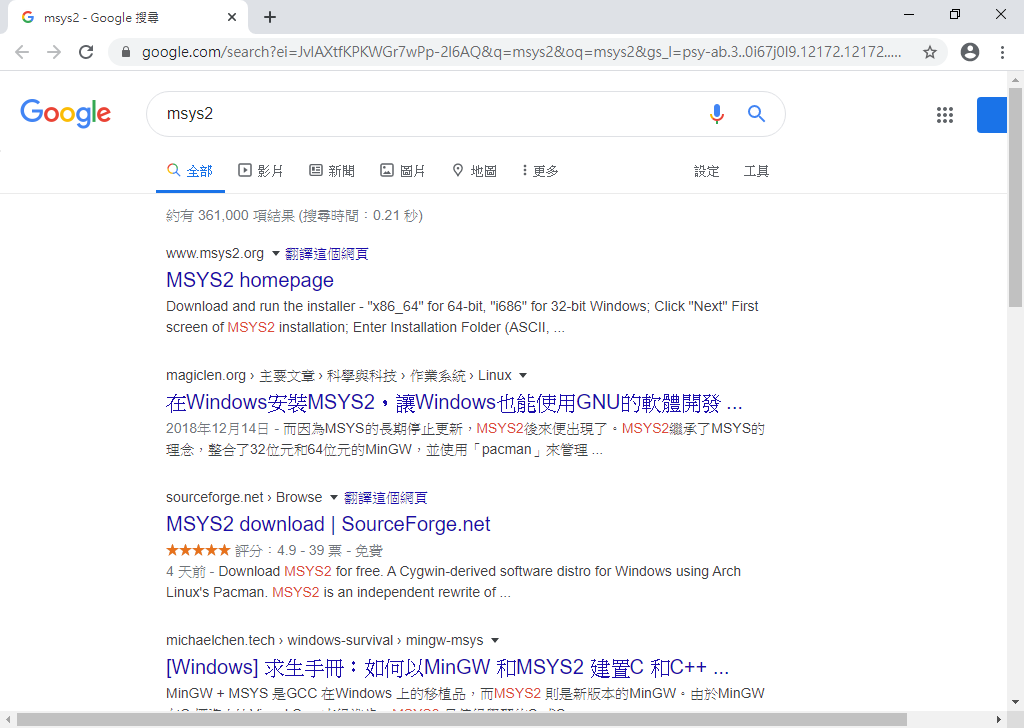 msys2 - Google 搜尋
google.com/search?ei=JvIAXtfKPKWGr7wPp-2I6AQ&q=msys2&oq=msys2&gs_l=psy-ab.3..0i67j0l9.12172.12172.....
Google
msys2
全部 影片 新聞 圖片 地圖 更多 設定 工具
約有 361,000 項結果 (搜尋時間：0.21 秒)
www.msys2.org 翻譯這個網頁
MSYS2 homepage
Download and run the installer - "x86_64" for 64-bit, "i686" for 32-bit Windows; Click "Next" First
screen of MSYS2 installation; Enter Installation Folder (ASCII, ...
magiclen.org › 主要文章 › 科學與科技 › 作業系統 › Linux
在Windows安裝MSYS2，讓Windows也能使用GNU的軟體開發 ...
2018年12月14日 - 而因為MSYS的長期停止更新，MSYS2後來便出現了。MSYS2繼承了MSYS的
理念，整合了32位元和64位元的MinGW，並使用「pacman」來管理 ...
sourceforge.net › Browse 翻譯這個網頁
MSYS2 download | SourceForge.net
★★★★★ 評分：4.9 - 39 票 - 免費
4 天前 - Download MSYS2 for free. A Cygwin-derived software distro for Windows using Arch
Linux's Pacman. MSYS2 is an independent rewrite of ...
michaelchen.tech › windows-survival › mingw-msys
[Windows] 求生手冊：如何以MinGW 和MSYS2 建置C 和C++ ...
MinGW + MSYS 是GCC 在Windows 上的移植品，而MSYS2 則是新版本的MinGW。由於MinGW